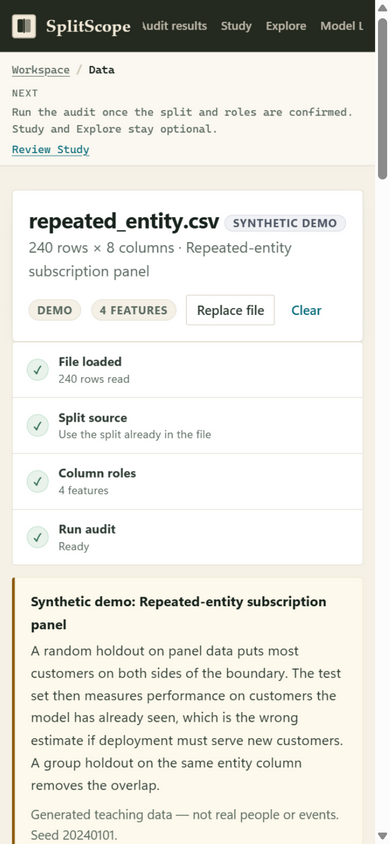 SplitScope
Audit results Study Explore Model L
Workspace / Data
NEXT
Run the audit once the split and roles are confirmed.
Study and Explore stay optional.
Review Study
repeated_entity.csv SYNTHETIC DEMO
240 rows × 8 columns · Repeated-entity
subscription panel
DEMO 4 FEATURES Replace file Clear
File loaded
240 rows read
Split source
Use the split already in the file
Column roles
4 features
Run audit
Ready
Synthetic demo: Repeated-entity subscription
panel
A random holdout on panel data puts most
customers on both sides of the boundary. The test
set then measures performance on customers the
model has already seen, which is the wrong
estimate if deployment must serve new customers.
A group holdout on the same entity column
removes the overlap.
Generated teaching data — not real people or events.
Seed 20240101.